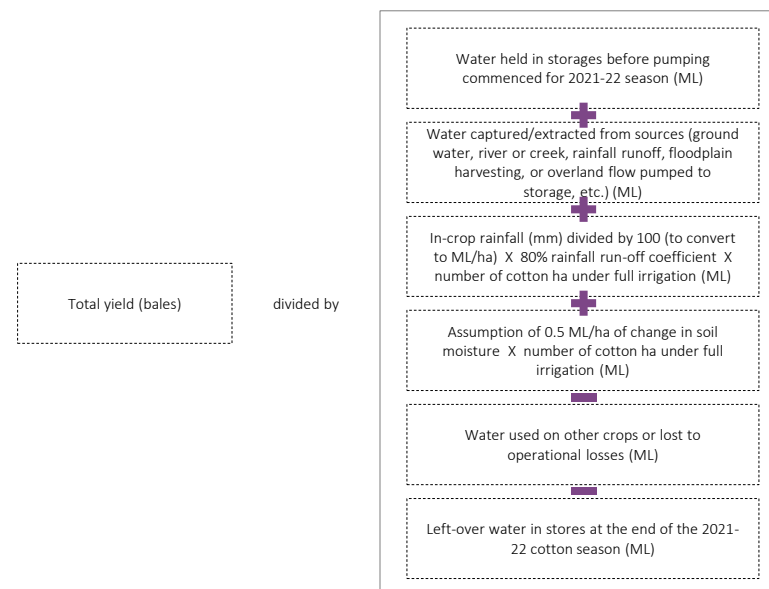 Total yield (bales)
divided by
Water held in storages before pumping
commenced for 2021-22 season (ML)
Water captured/extracted from sources (ground
water, river or creek, rainfall runoff, floodplain
harvesting, or overland flow pumped to
storage, etc.) (ML)
In-crop rainfall (mm) divided by 100 (to convert
to ML/ha) X 80% rainfall run-off coefficient X
number of cotton ha under full irrigation (ML)
Assumption of 0.5 ML/ha of change in soil
moisture X number of cotton ha under full
irrigation (ML)
Water used on other crops or lost to
operational losses (ML)
Left-over water in stores at the end of the 2021-
22 cotton season (ML)